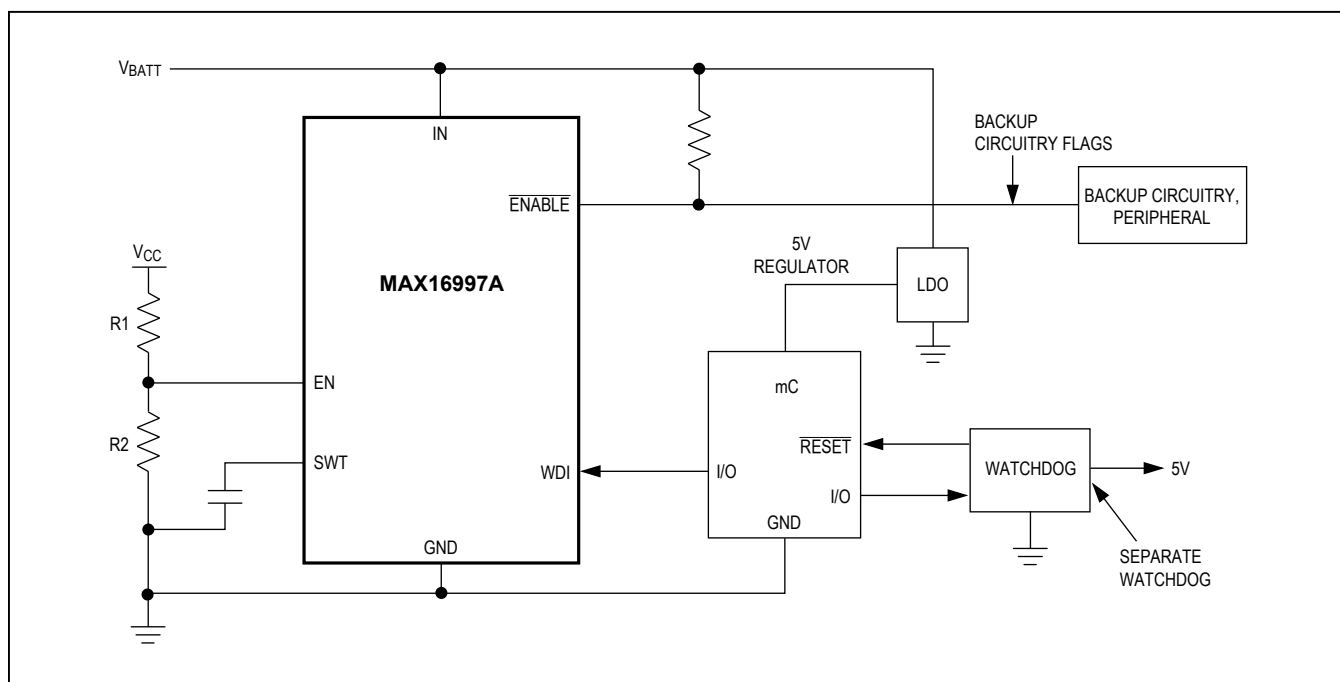 VBATT
IN
BACKUP
CIRCUITRY FLAGS
ENABLE
BACKUP CIRCUITRY,
PERIPHERAL
VCC
5V
REGULATOR
MAX16997A
LDO
R1
EN
mC
R2
RESET
SWT
WDI
I/O
WATCHDOG
5V
I/O
GND
GND
SEPARATE
WATCHDOG